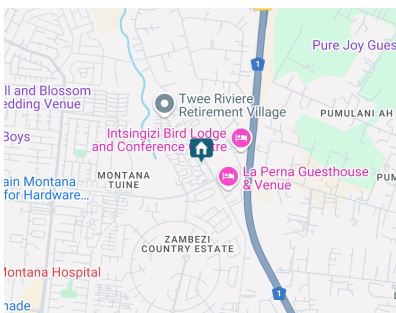 Pure Joy Gues
1
ll and Blossom
edding Venue
Twee Riviere
Retirement Village
PUMULANI AH
Boys
Intsingizi Bird Lodge
and Conference Centre
La Perna Guesthouse
& Venue
ain Montana
for Hardware...
MONTANA
TUINE
PUM
ZAMBEZI
COUNTRY ESTATE
Montana Hospital
1
nade